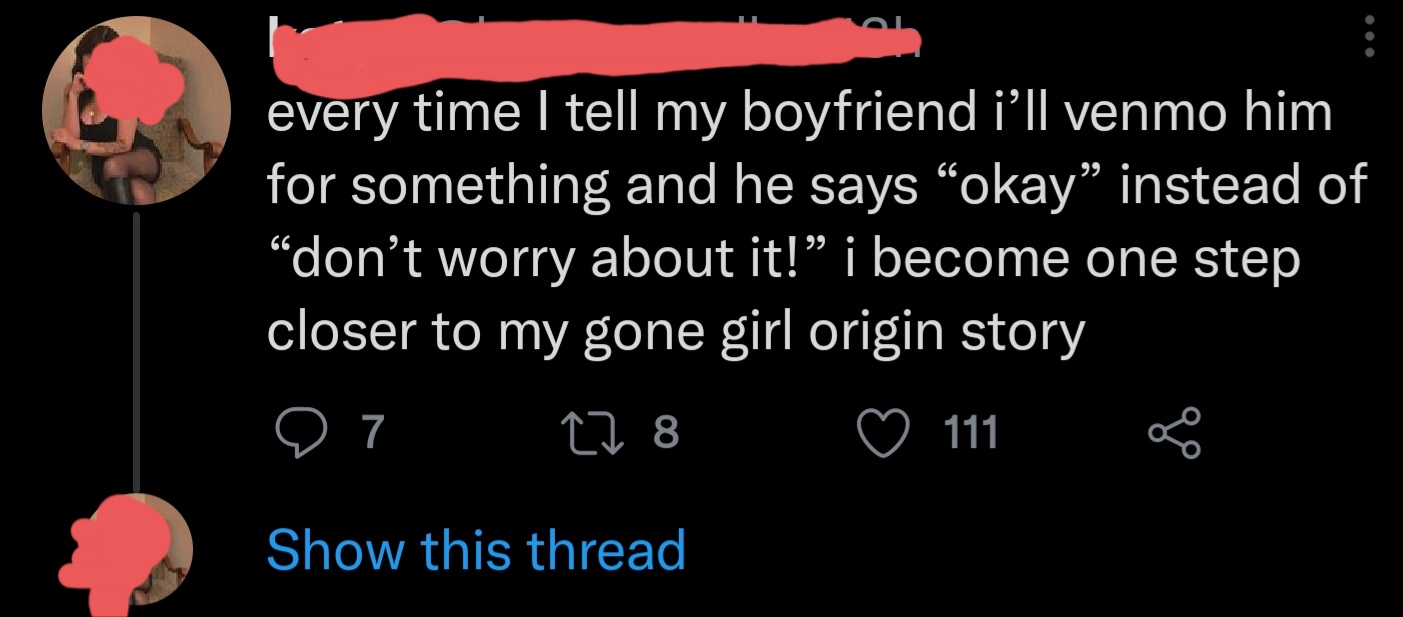 every time I tell my boyfriend i’ll venmo him
for something and he says “okay” instead of
“don’t worry about it!” i become one step
closer to my gone girl origin story
7 8 111
Show this thread